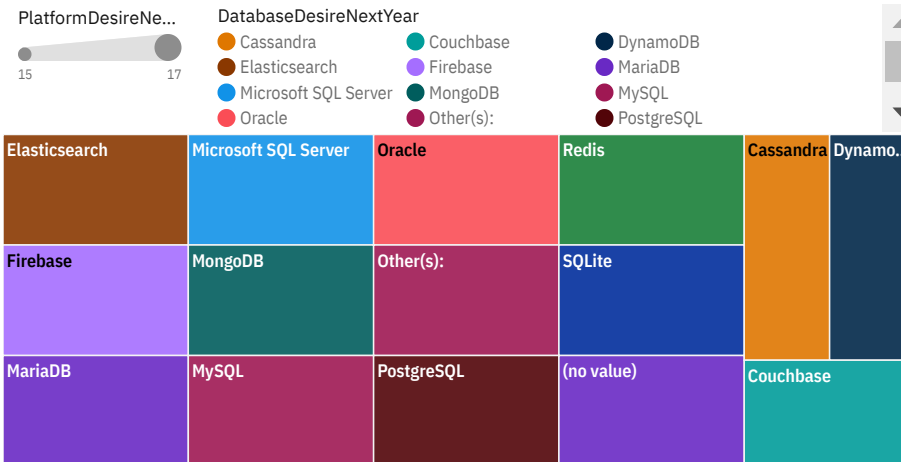 PlatformDesireNe...
15 17
DatabaseDesireNextYear
Cassandra Couchbase DynamoDB
Elasticsearch Firebase MariaDB
Microsoft SQL Server MongoDB MySQL
Oracle Other(s): PostgreSQL
Elasticsearch Microsoft SQL Server Oracle Redis Cassandra Dynamo..
Firebase MongoDB Other(s): SQLite
MariaDB MySQL PostgreSQL (no value)
Couchbase